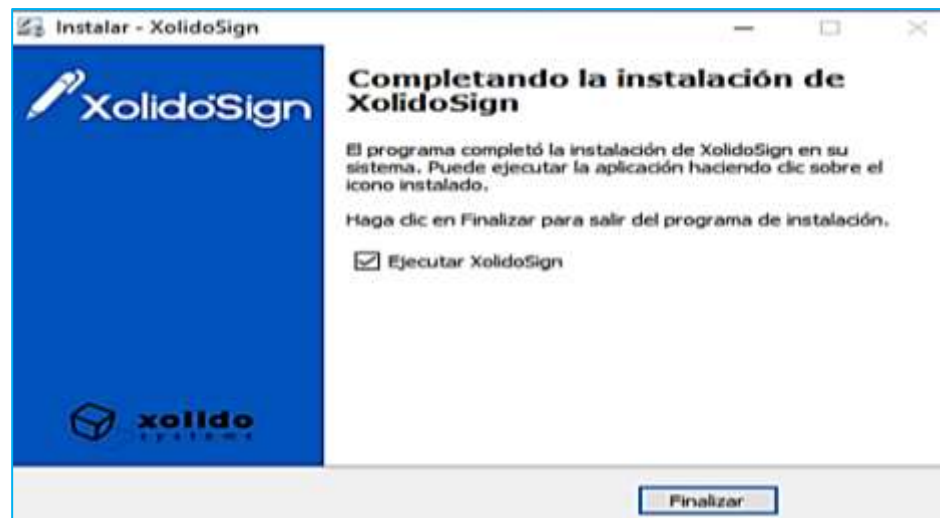 Instalar - XolidoSign
XolidoSign
Completando la instalación de
XolidoSign
El programa completó la instalación de XolidoSign en su
sistema. Puede ejecutar la aplicación haciendo clic sobre el
icono instalado.
Haga clic en Finalizar para salir del programa de instalación.
Ejecutar XolidoSign
xolido
systems
Finalizar